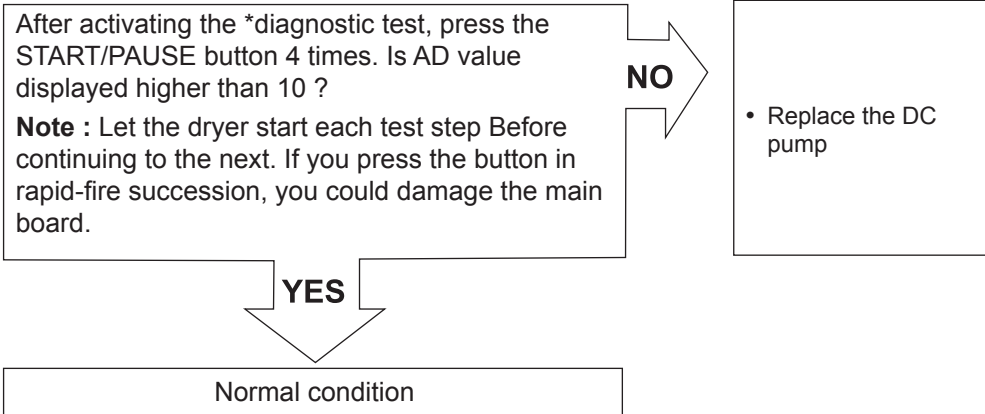 After activating the *diagnostic test, press the
START/PAUSE button 4 times. Is AD value
displayed higher than 10 ?
Note : Let the dryer start each test step Before
continuing to the next. If you press the button in
rapid-fire succession, you could damage the main
board.
NO
• Replace the DC
pump
YES
Normal condition